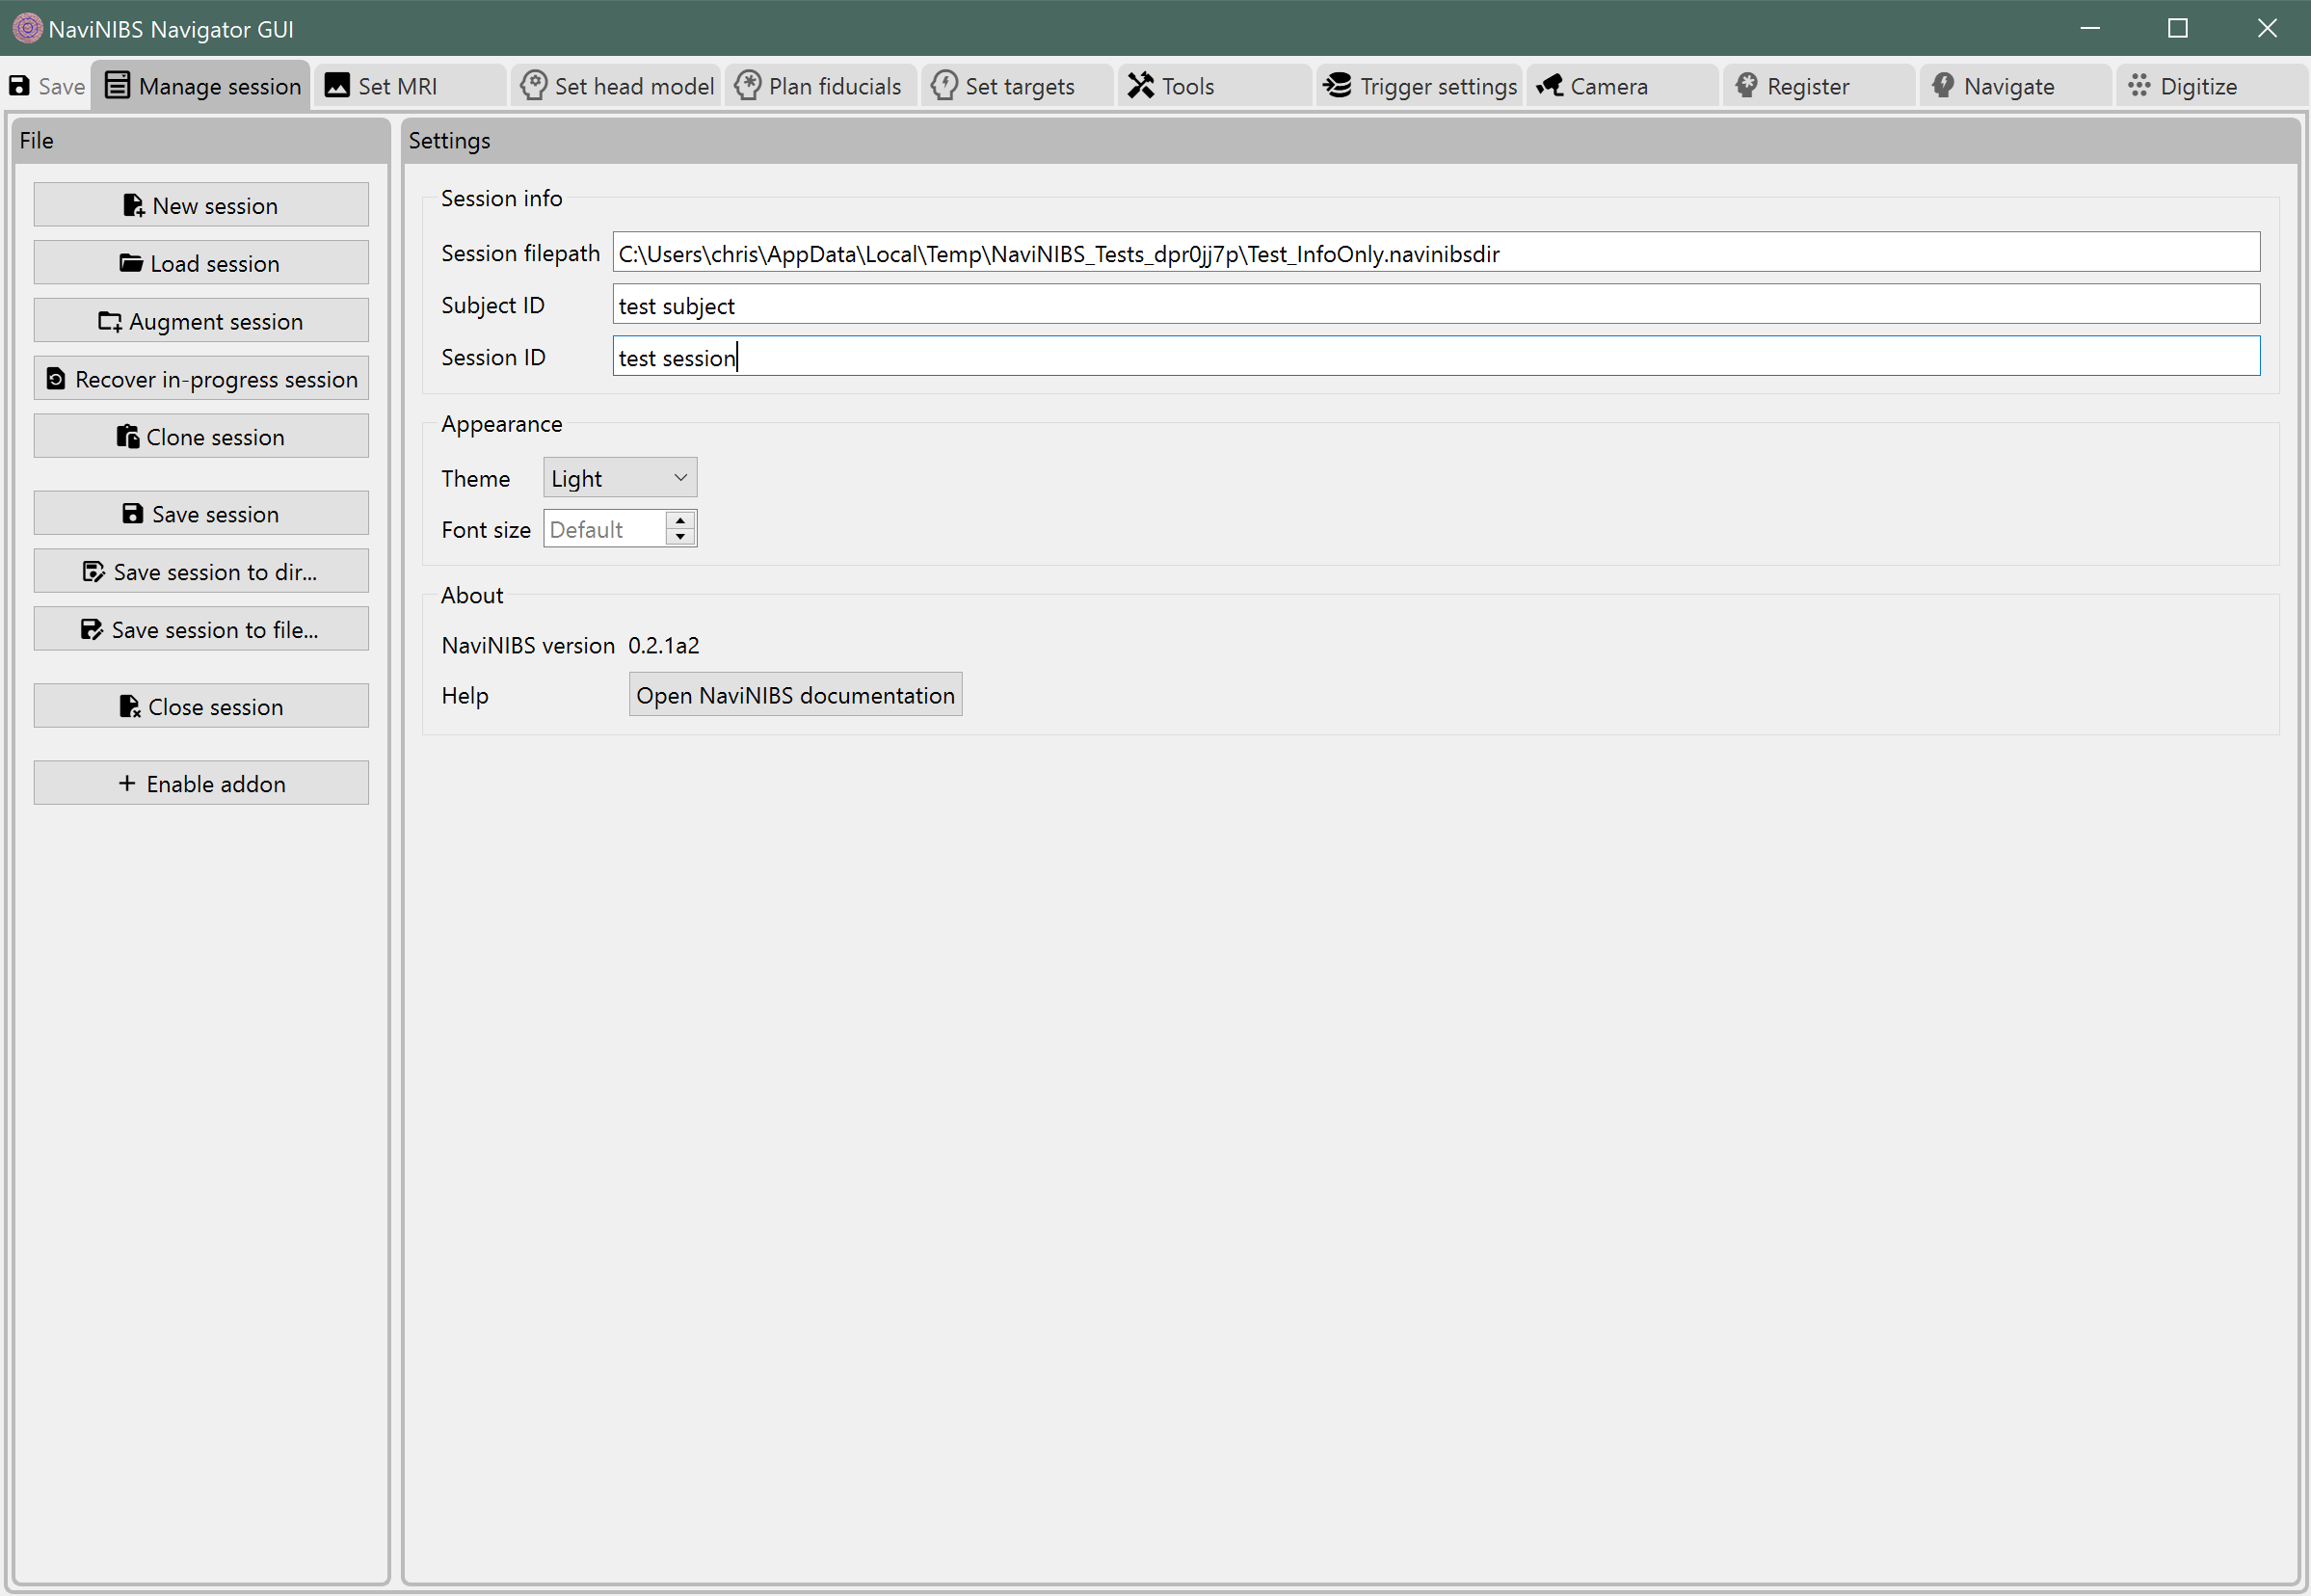 NaviNIBS Navigator GUI
Save Manage session Set MRI Set head model Plan fiducials Set targets Tools Trigger settings Camera Register Navigate Digitize
File
New session
Load session
Augment session
Recover in-progress session
Clone session
Save session
Save session to dir...
Save session to file...
Close session
Enable addon
Settings
Session info
Session filepath C:\Users\chris\AppData\Local\Temp\NaviNIBS_Tests_dpr0jj7p\Test_InfoOnly.navinibsdir
Subject ID test subject
Session ID test session
Appearance
Theme Light
Font size Default
About
NaviNIBS version 0.2.1a2
Help Open NaviNIBS documentation